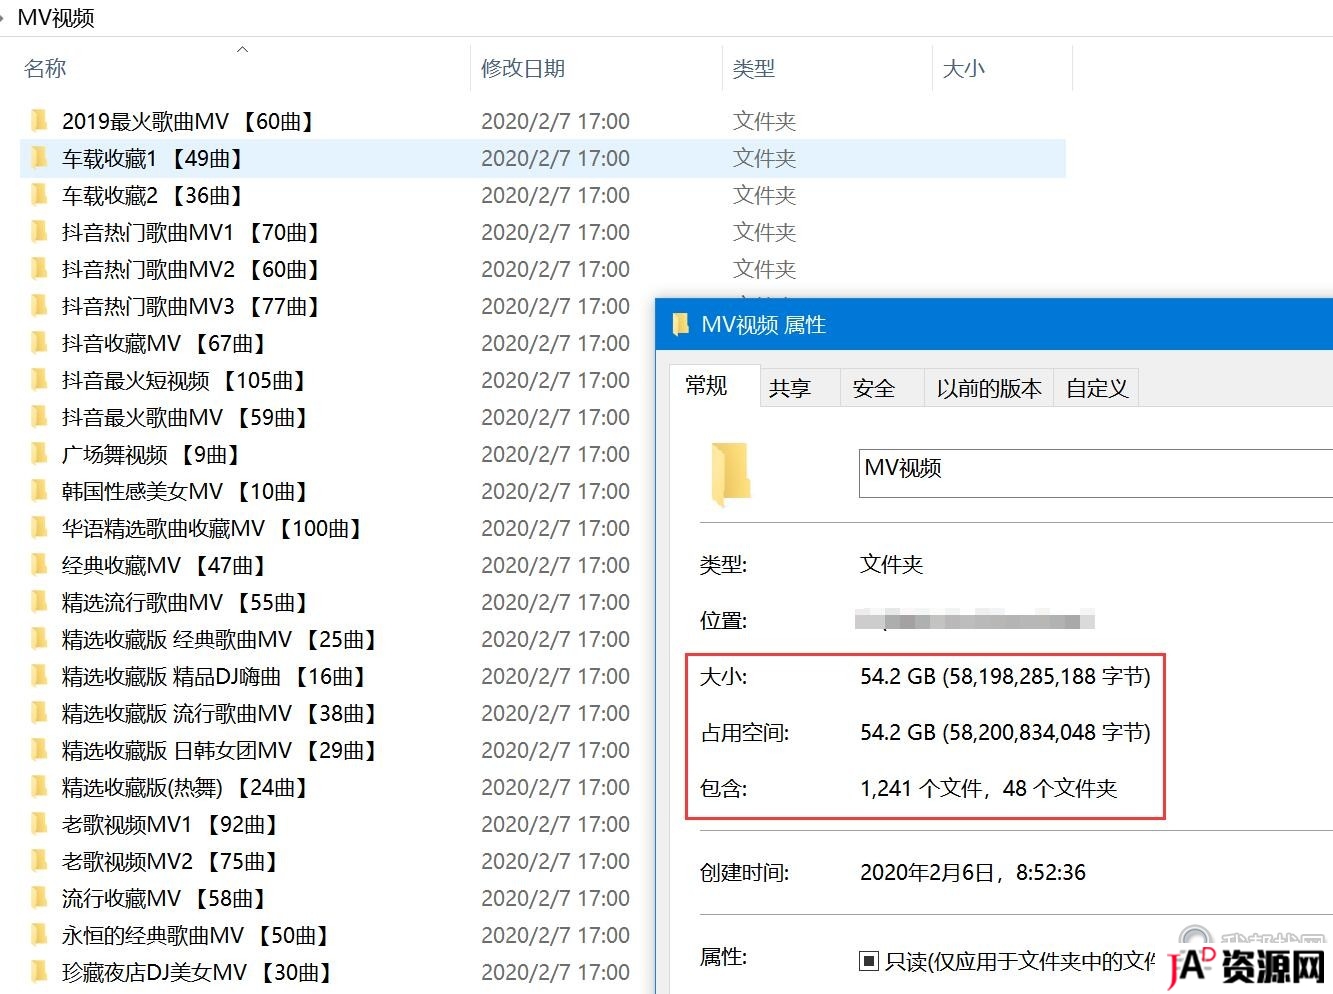 MV视频
名称 修改日期 类型 大小
2019最火歌曲MV 【60曲】 2020/2/7 17:00 文件夹
车载收藏1 【49曲】 2020/2/7 17:00 文件夹
车载收藏2 【36曲】 2020/2/7 17:00 文件夹
抖音热门歌曲MV1 【70曲】 2020/2/7 17:00 文件夹
抖音热门歌曲MV2 【60曲】 2020/2/7 17:00 文件夹
抖音热门歌曲MV3 【77曲】 2020/2/7 17:00
抖音收藏MV 【67曲】 2020/2/7 17:00
抖音最火短视频 【105曲】 2020/2/7 17:00
抖音最火歌曲MV 【59曲】 2020/2/7 17:00
广场舞视频 【9曲】 2020/2/7 17:00
韩国性感美女MV 【10曲】 2020/2/7 17:00
华语精选歌曲收藏MV 【100曲】 2020/2/7 17:00
经典收藏MV 【47曲】 2020/2/7 17:00
精选流行歌曲MV 【55曲】 2020/2/7 17:00
精选收藏版 经典歌曲MV 【25曲】 2020/2/7 17:00
精选收藏版 精品DJ嗨曲 【16曲】 2020/2/7 17:00
精选收藏版 流行歌曲MV 【38曲】 2020/2/7 17:00
精选收藏版 日韩女团MV 【29曲】 2020/2/7 17:00
精选收藏版(热舞) 【24曲】 2020/2/7 17:00
老歌视频MV1 【92曲】 2020/2/7 17:00
老歌视频MV2 【75曲】 2020/2/7 17:00
流行收藏MV 【58曲】 2020/2/7 17:00
永恒的经典歌曲MV 【50曲】 2020/2/7 17:00
珍藏夜店DJ美女MV 【30曲】 2020/2/7 17:00
MV视频 属性
常规 共享 安全 以前的版本 自定义
MV视频
类型: 文件夹
位置:
大小: 54.2 GB (58,198,285,188 字节)
占用空间: 54.2 GB (58,200,834,048 字节)
包含: 1,241 个文件，48 个文件夹
创建时间: 2020年2月6日，8:52:36
属性: 只读(仅应用于文件夹中的文件
JAD资源网